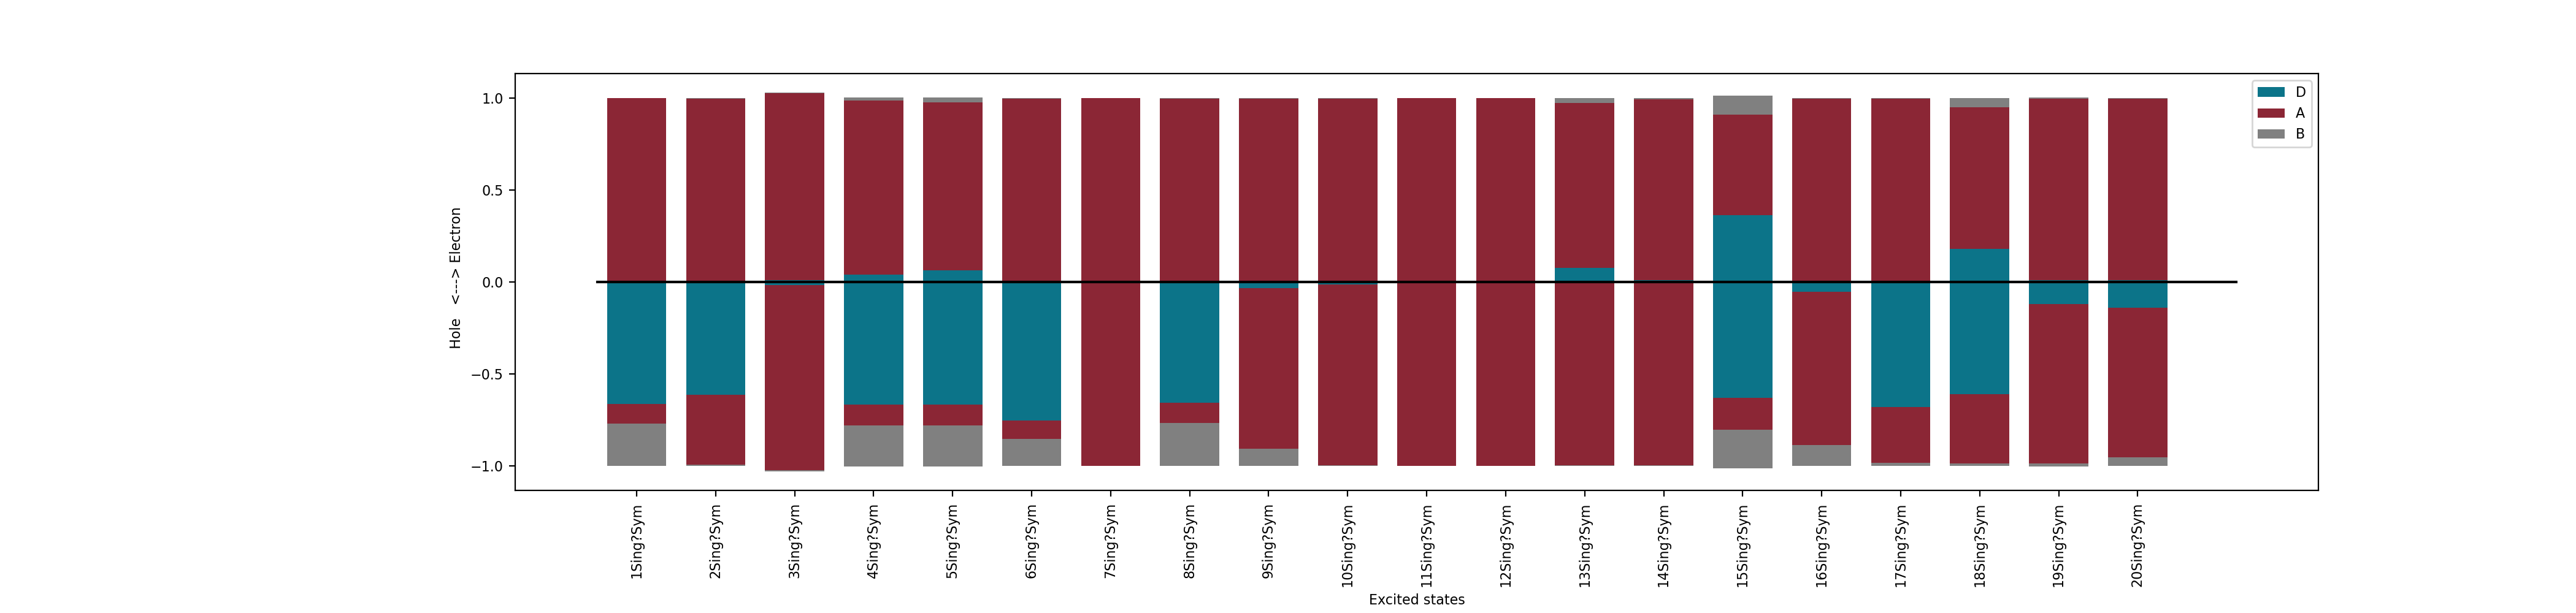 1.0
0.5
0.0
−0.5
−1.0
Hole <----> Electron
D
A
B
1Sing?Sym
2Sing?Sym
3Sing?Sym
4Sing?Sym
5Sing?Sym
6Sing?Sym
7Sing?Sym
8Sing?Sym
9Sing?Sym
10Sing?Sym
11Sing?Sym
12Sing?Sym
13Sing?Sym
14Sing?Sym
15Sing?Sym
16Sing?Sym
17Sing?Sym
18Sing?Sym
19Sing?Sym
20Sing?Sym
Excited states